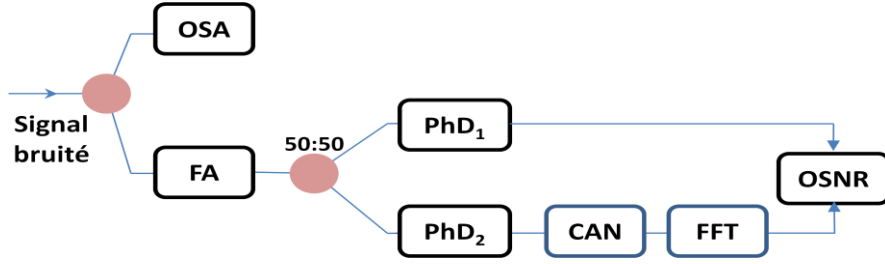 OSA
Signal
bruité
FA
50:50
PhD₁
PhD₂
CAN
FFT
OSNR